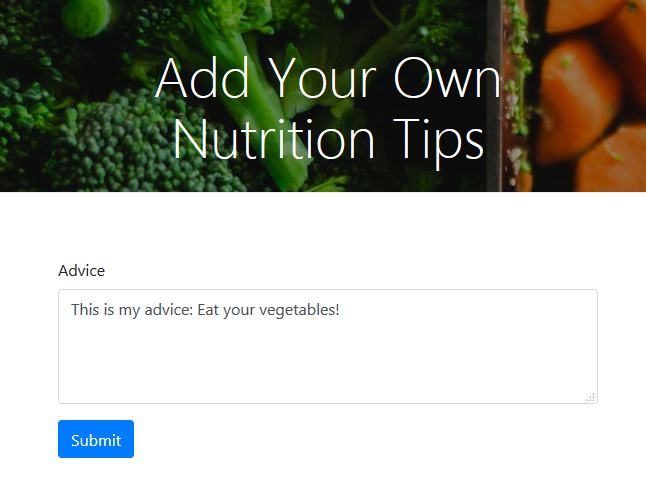 Add Your Own
Nutrition Tips
Advice
This is my advice: Eat your vegetables!
Submit